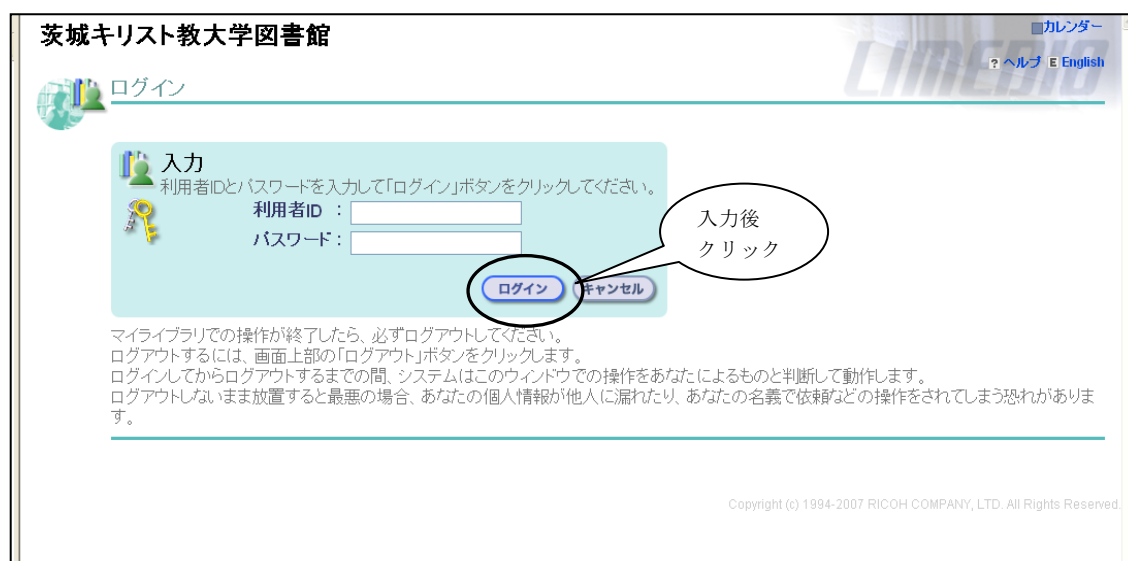 茨城キリスト教大学図書館
カレンダー
LIMEDIO
? ヘルプ E English
ログイン
入力
利用者IDとパスワードを入力して「ログイン」ボタンをクリックしてください。
利用者ID :
パスワード :
入力後
クリック
ログイン キャンセル
マイライブラリでの操作が終了したら、必ずログアウトしてください。
ログアウトするには、画面上部の「ログアウト」ボタンをクリックします。
ログインしてからログアウトするまでの間、システムはこのウィンドウでの操作をあなたによるものと判断して動作します。
ログアウトしないまま放置すると最悪の場合、あなたの個人情報が他人に漏れたり、あなたの名義で依頼などの操作をされてしまう恐れがありま
す。
Copyright (c) 1994-2007 RICOH COMPANY, LTD. All Rights Reserved.